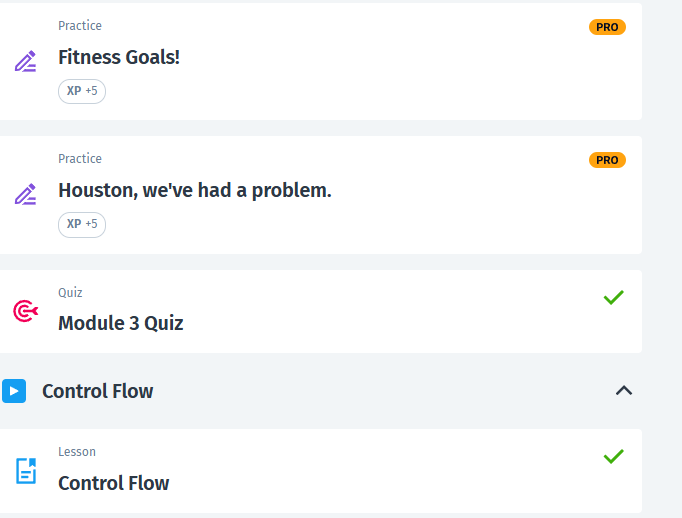 Practice
PRO
Fitness Goals!
XP +5
Practice
PRO
Houston, we've had a problem.
XP +5
Quiz
Module 3 Quiz
Control Flow
Lesson
Control Flow